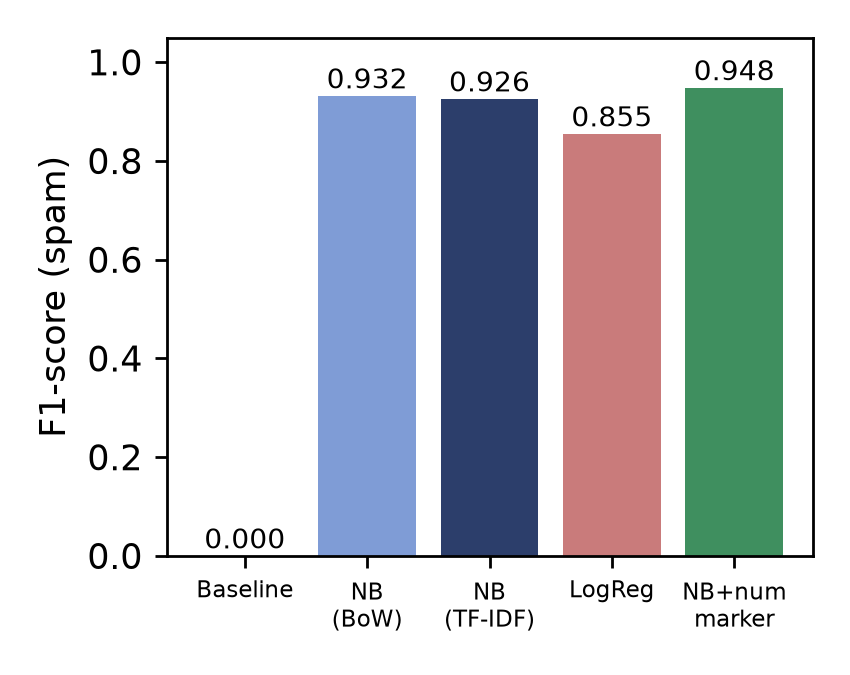 F1-score (spam)
1.0
0.8
0.6
0.4
0.2
0.0
0.000
0.932
0.926
0.855
0.948
Baseline
NB
(BoW)
NB
(TF-IDF)
LogReg
NB+num
marker